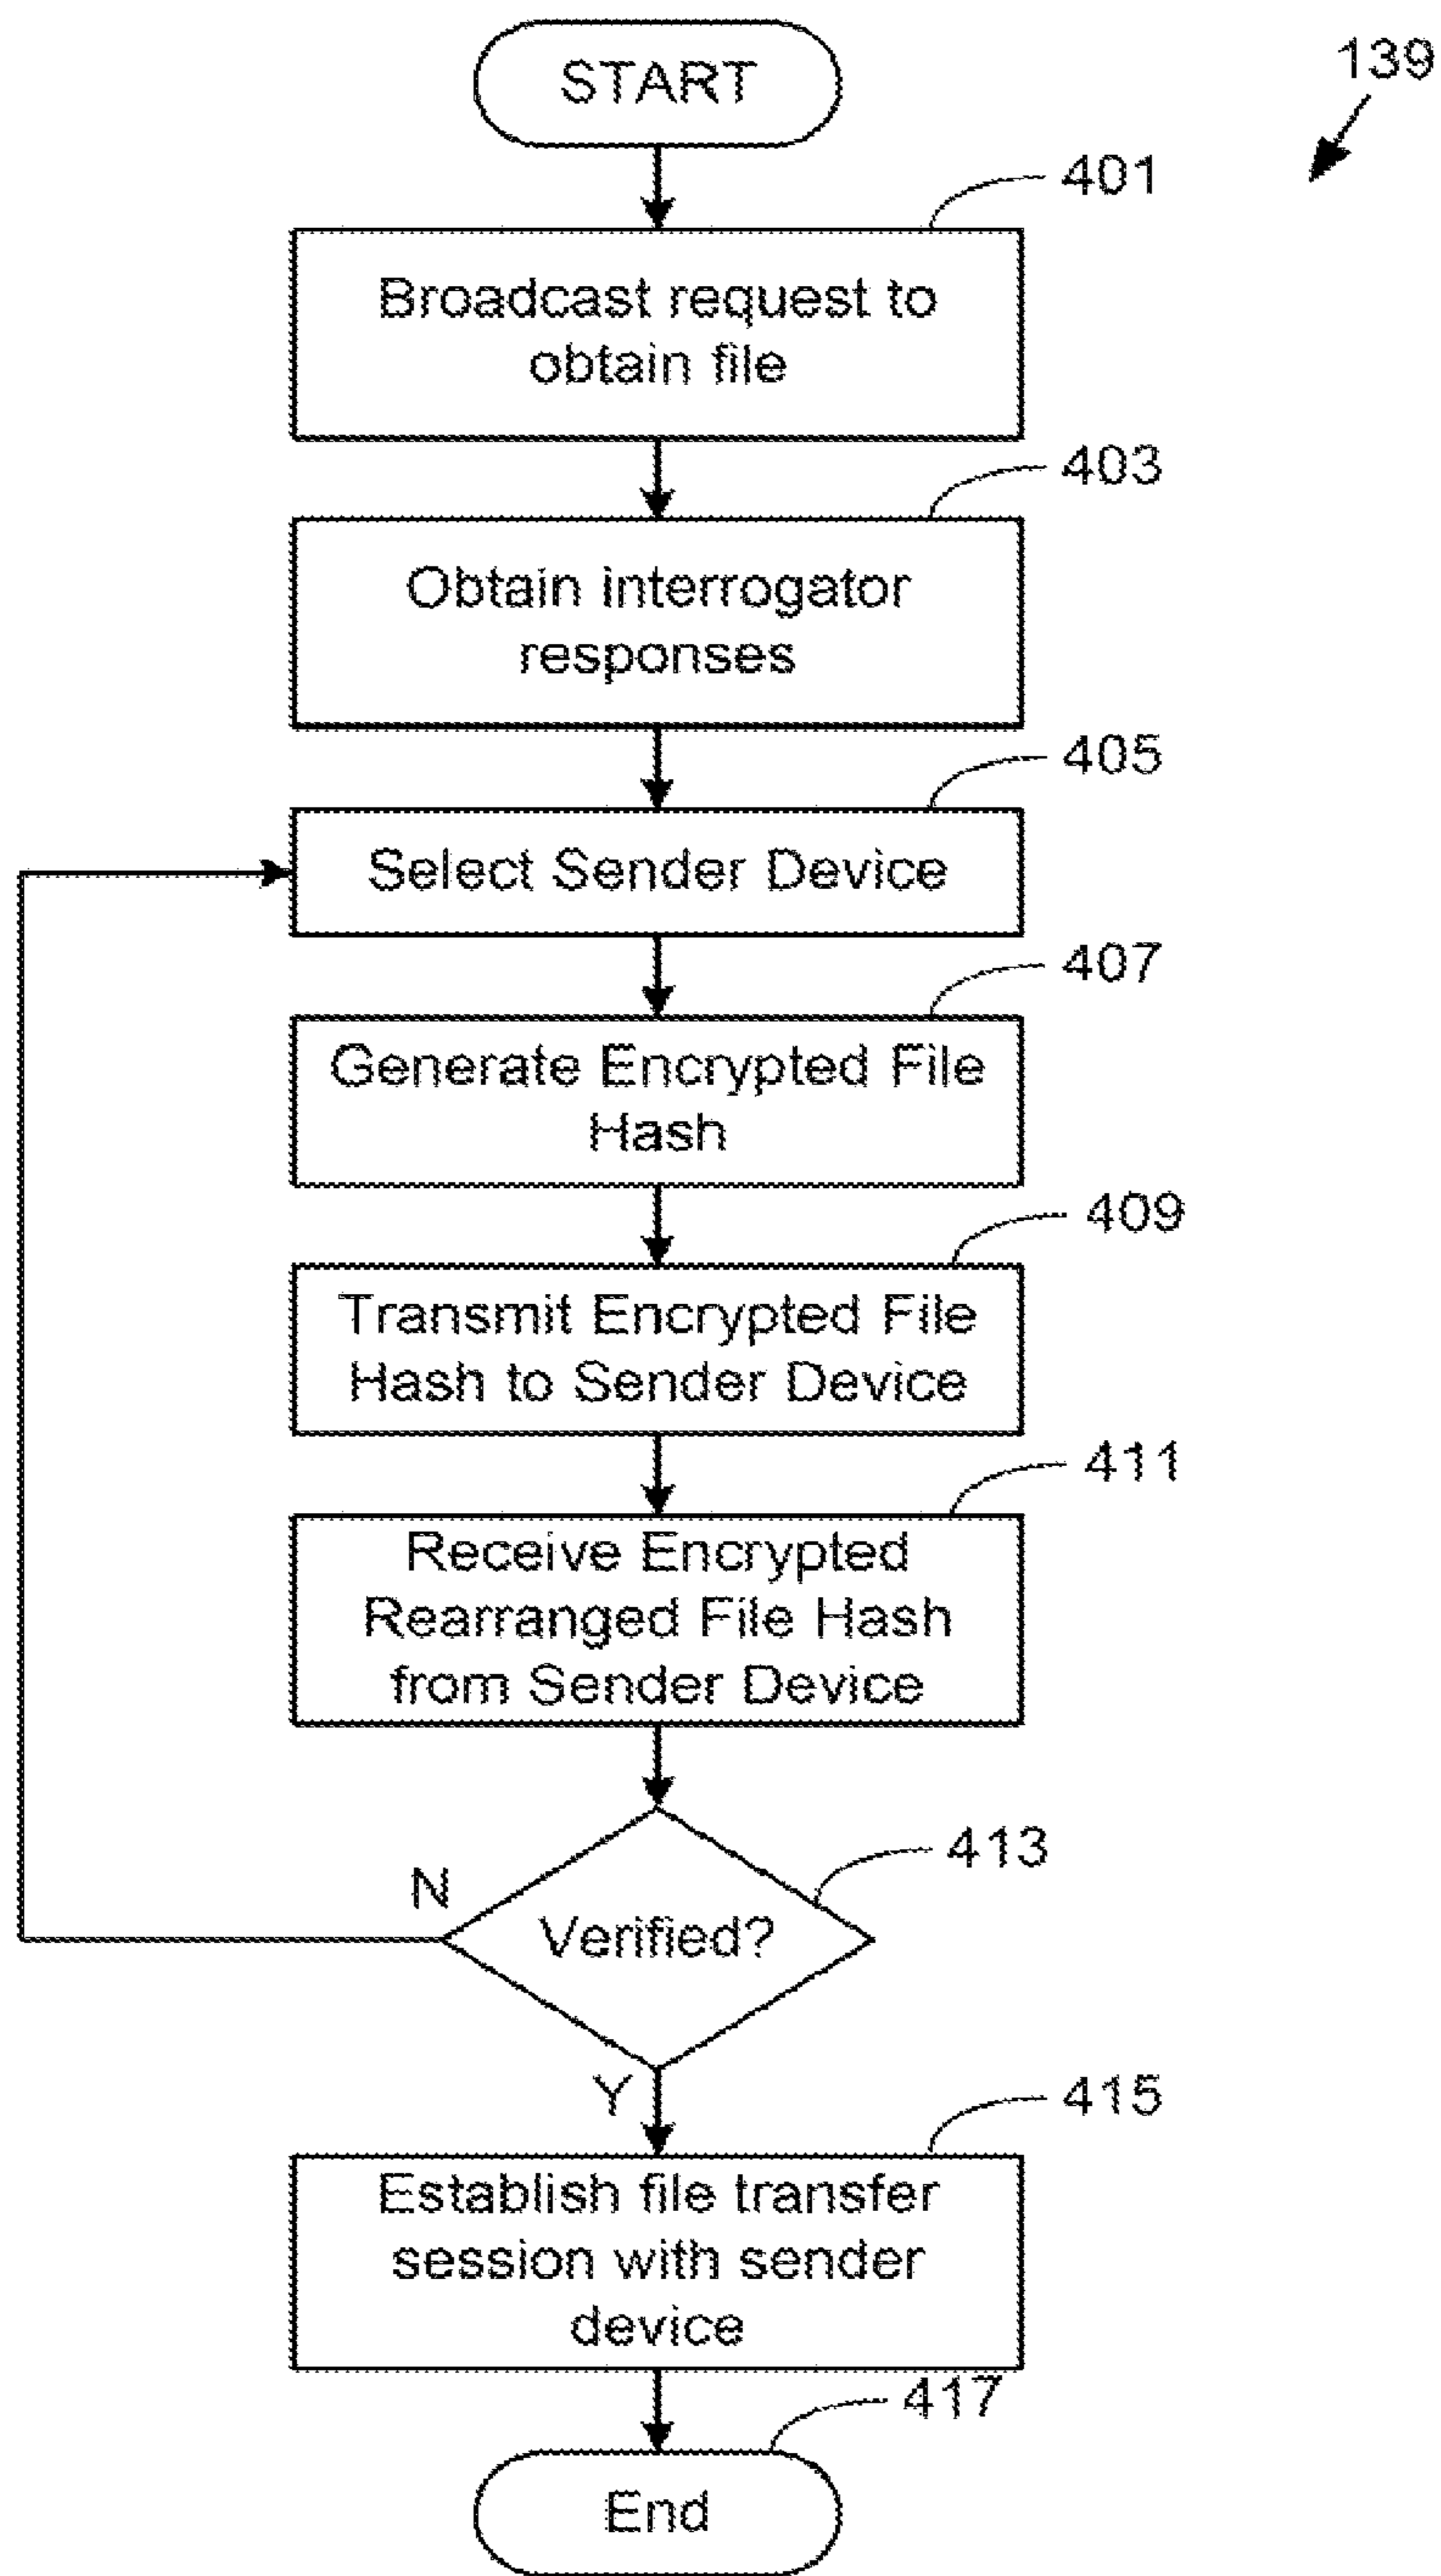 START
139
401
Broadcast request to
obtain file
403
Obtain interrogator
responses
405
Select Sender Device
407
Generate Encrypted File
Hash
409
Transmit Encrypted File
Hash to Sender Device
411
Receive Encrypted
Rearranged File Hash
from Sender Device
413
N
Verified?
Y
415
Establish file transfer
session with sender
device
417
End